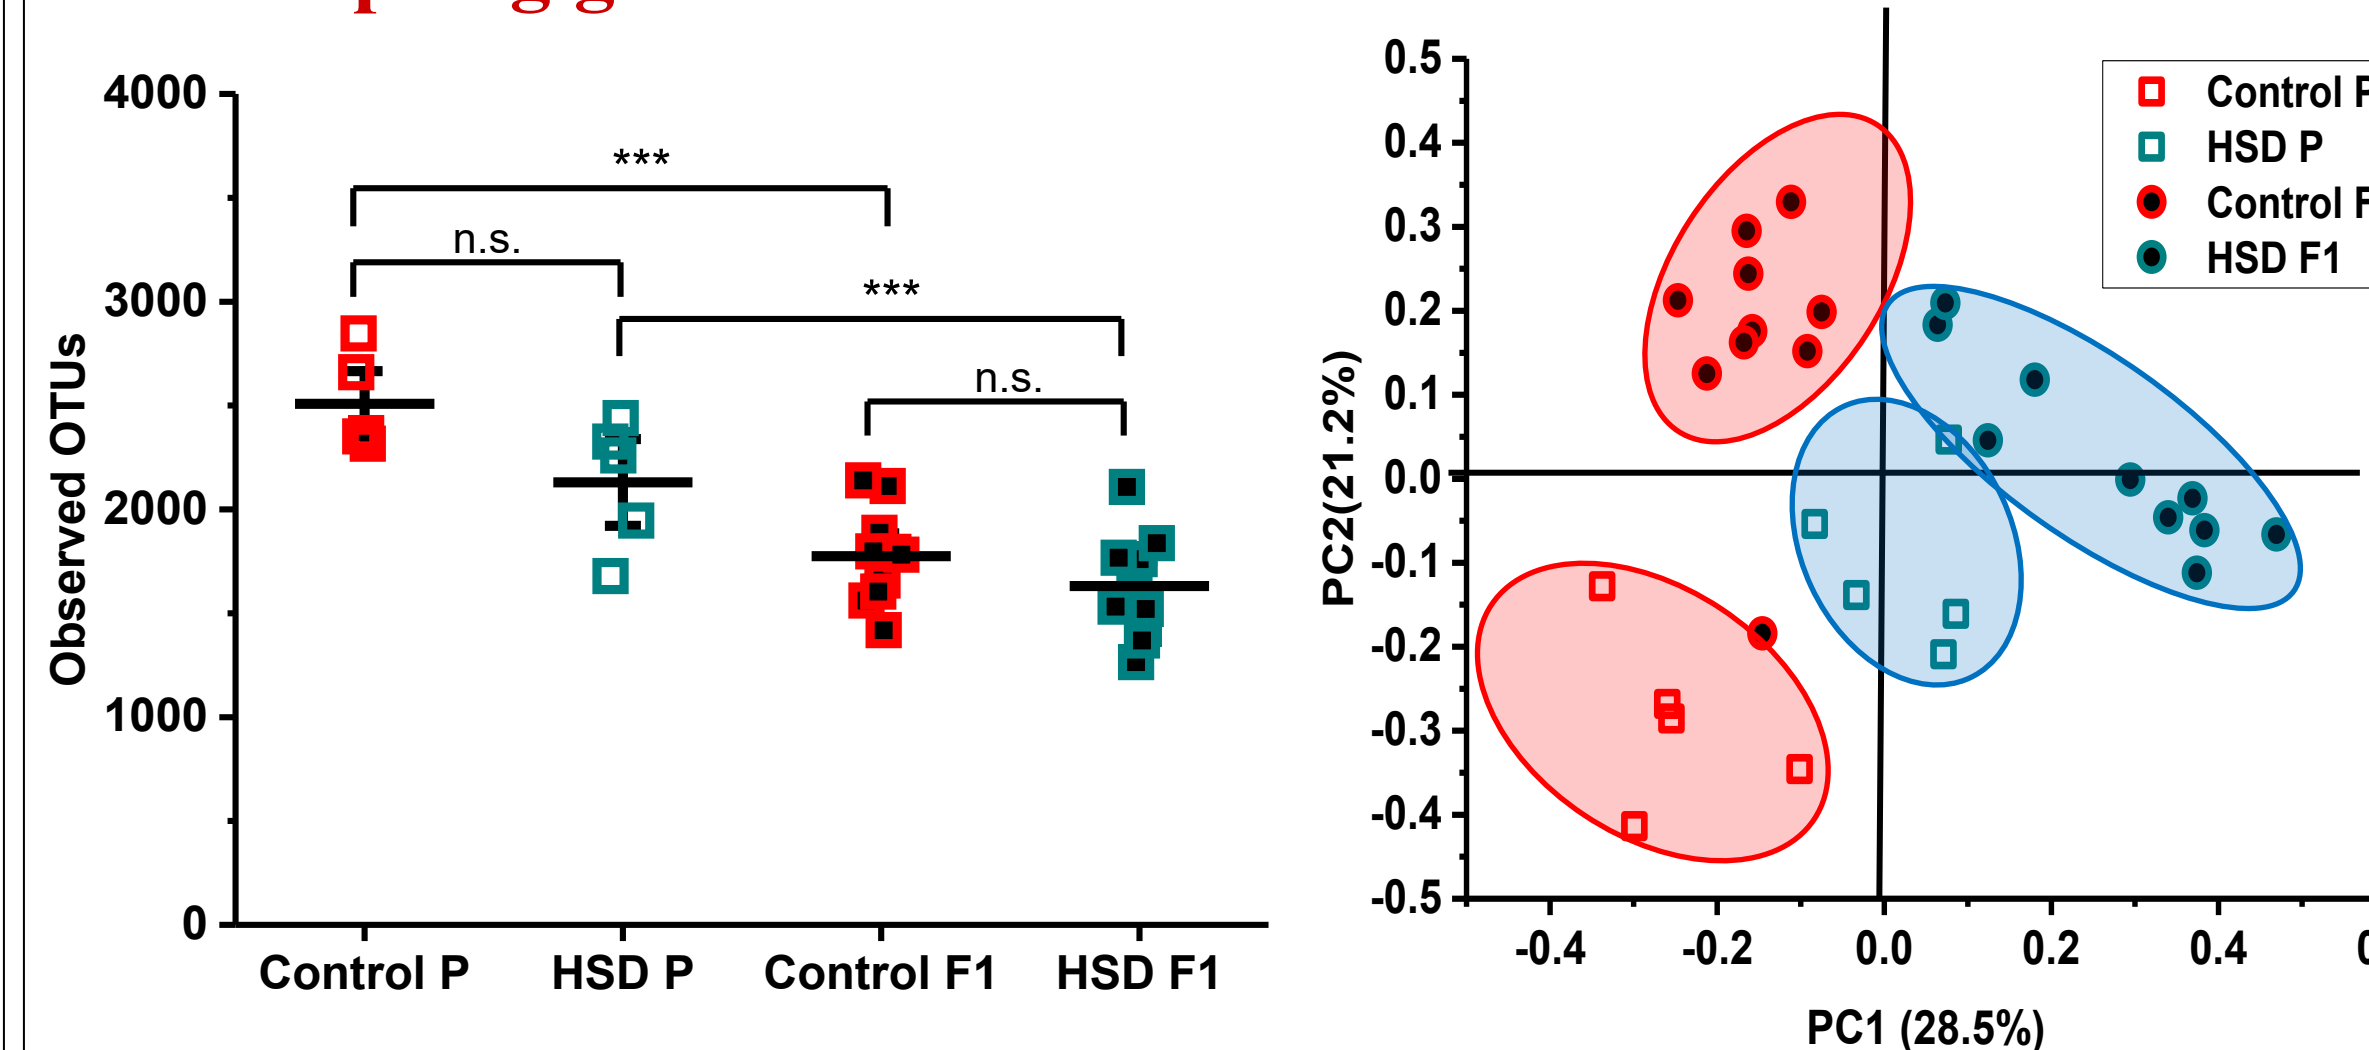 Observed OTUs
4000
3000
2000
1000
0
***
n.s.
***
n.s.
Control P
HSD P
Control F1
HSD F1
PC2(21.2%)
0.5
0.4
0.3
0.2
0.1
0.0
-0.1
-0.2
-0.3
-0.4
-0.5
Control P
HSD P
Control F
HSD F1
-0.4
-0.2
0.0
0.2
0.4
PC1 (28.5%)